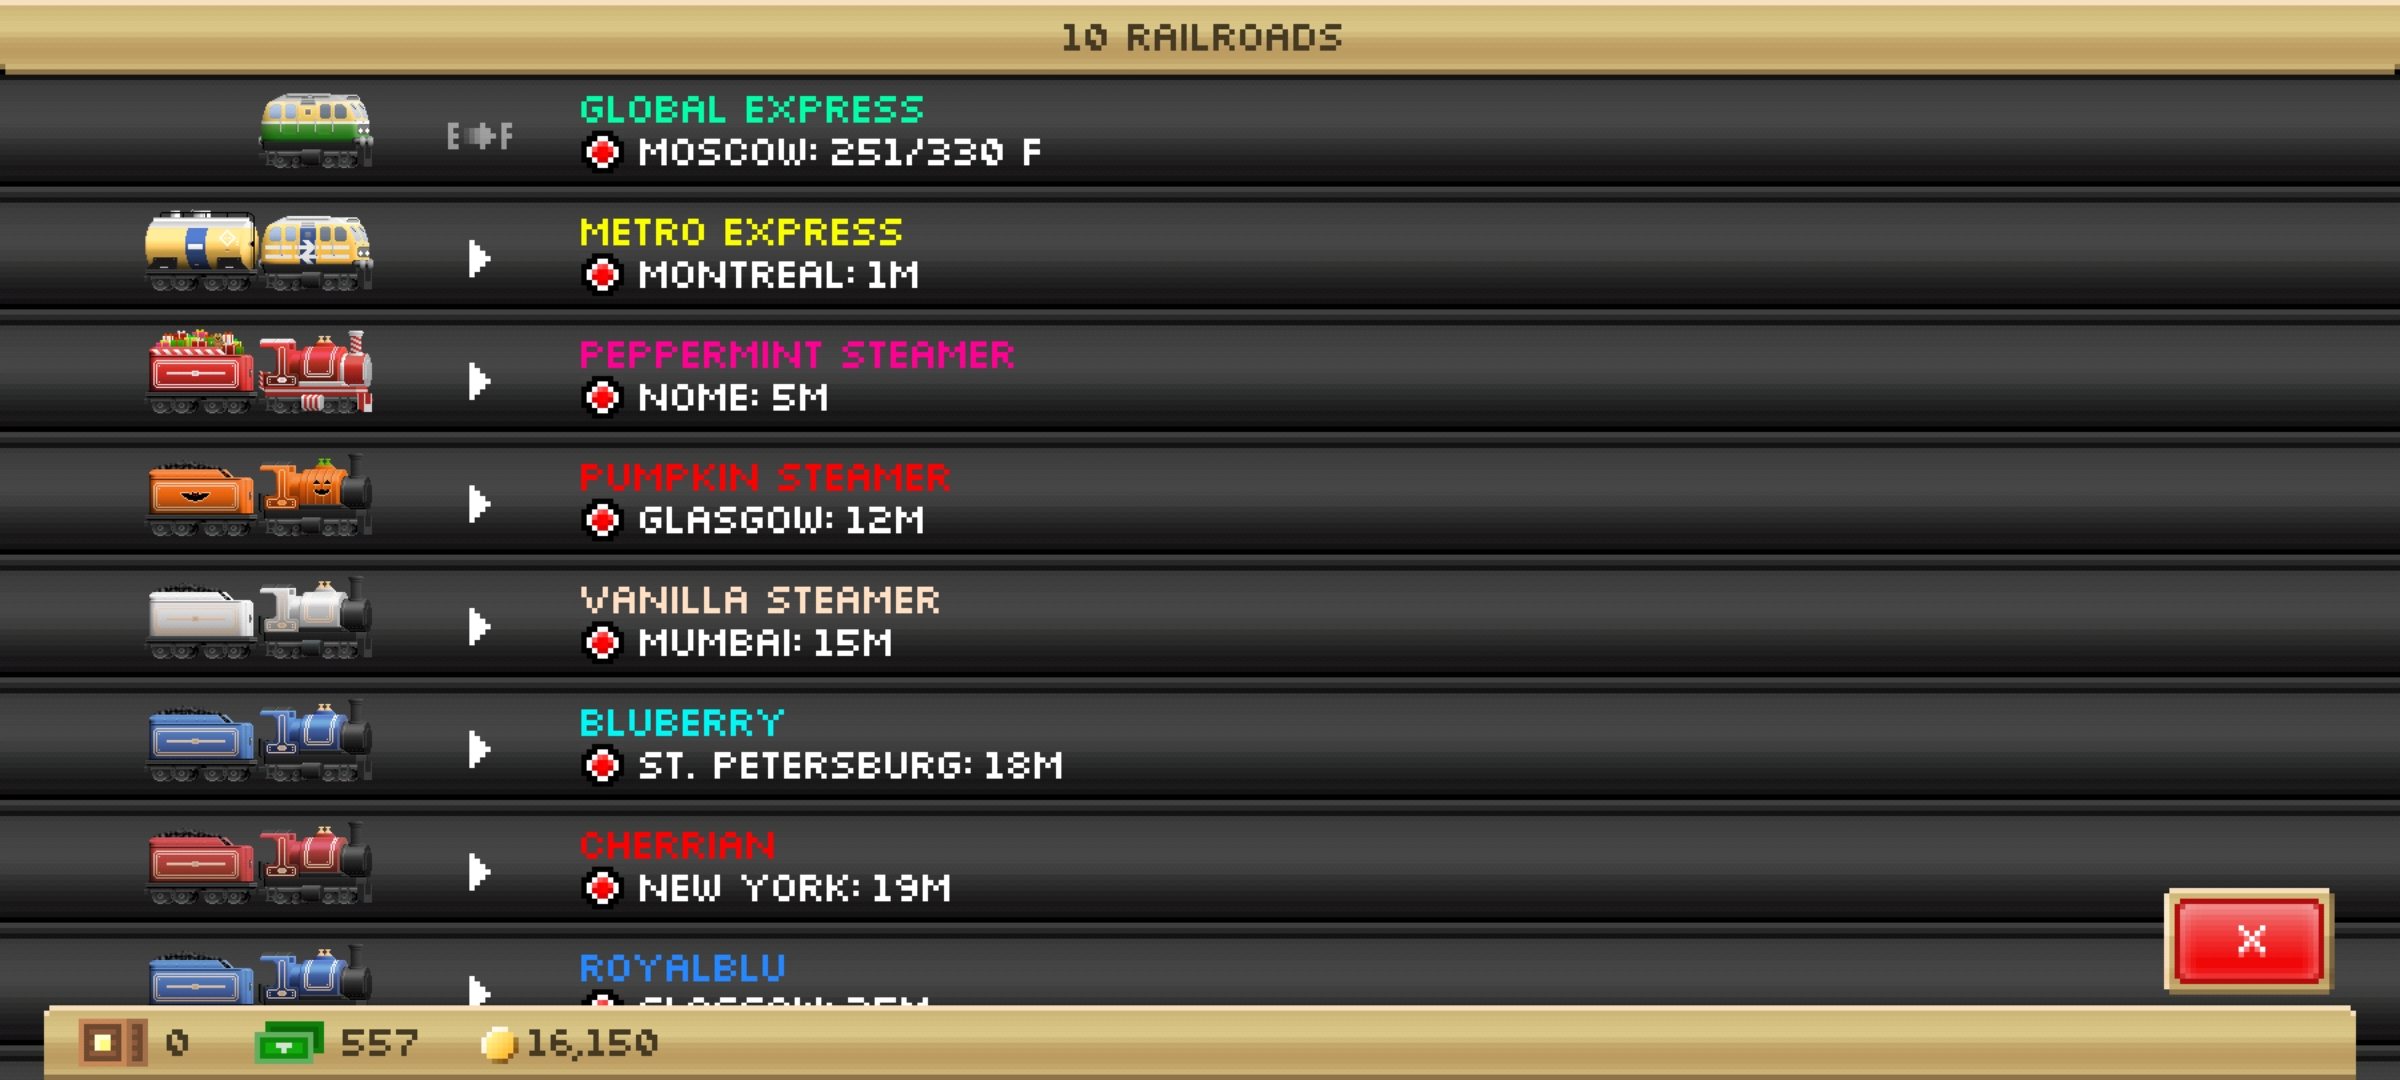 10 RAILROADS
GLOBAL EXPRESS
E F
MOSCOW: 251/330 F
METRO EXPRESS
MONTREAL: 1M
PEPPERMINT STEAMER
NOME: 5M
PUMPKIN STEAMER
GLASGOW: 12M
VANILLA STEAMER
MUMBAI: 15M
BLUBERRY
ST. PETERSBURG: 18M
CHERRIAN
NEW YORK: 19M
ROYALBLU
X
0 557 16,150